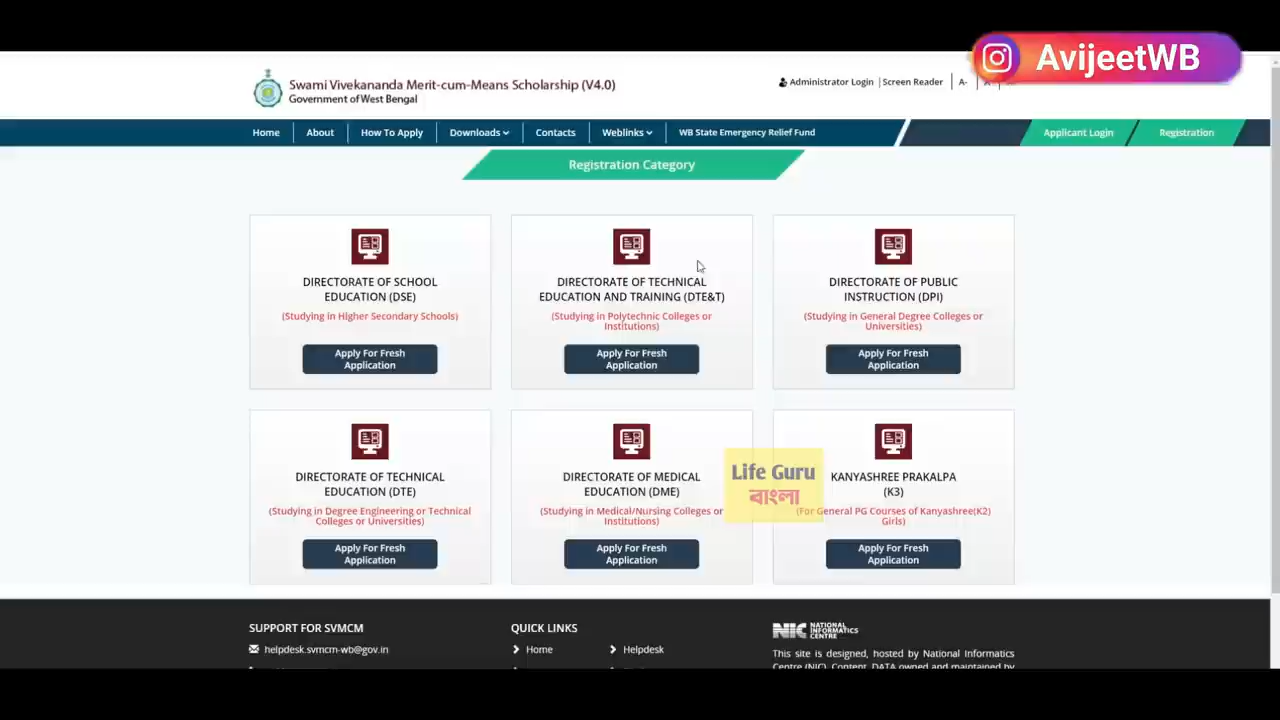 AvijeetWB
Swami Vivekananda Merit-cum-Means Scholarship (V4.0)
Government of West Bengal
Administrator Login | Screen Reader A-
Home About How To Apply Downloads Contacts Weblinks WB State Emergency Relief Fund Applicant Login Registration
Registration Category
DIRECTORATE OF SCHOOL
EDUCATION (DSE)
(Studying in Higher Secondary Schools)
Apply For Fresh
Application
DIRECTORATE OF TECHNICAL
EDUCATION AND TRAINING (DTE&T)
(Studying in Polytechnic Colleges or
Institutions)
Apply For Fresh
Application
DIRECTORATE OF PUBLIC
INSTRUCTION (DPI)
(Studying in General Degree Colleges or
Universities)
Apply For Fresh
Application
DIRECTORATE OF TECHNICAL
EDUCATION (DTE)
(Studying in Degree Engineering or Technical
Colleges or Universities)
Apply For Fresh
Application
DIRECTORATE OF MEDICAL
EDUCATION (DME)
(Studying in Medical/Nursing Colleges or
Institutions)
Apply For Fresh
Application
Life Guru
বাংলা
KANYASHREE PRAKALPA
(K3)
(For General PG Courses of Kanyashree(K2)
Girls)
Apply For Fresh
Application
SUPPORT FOR SVMCM
helpdesk.svmcm-wb@gov.in
QUICK LINKS
Home Helpdesk
NIC NATIONAL
INFORMATICS
CENTRE
This site is designed, hosted by National Informatics
Centre (NIC). Content, DATA owned and maintained by